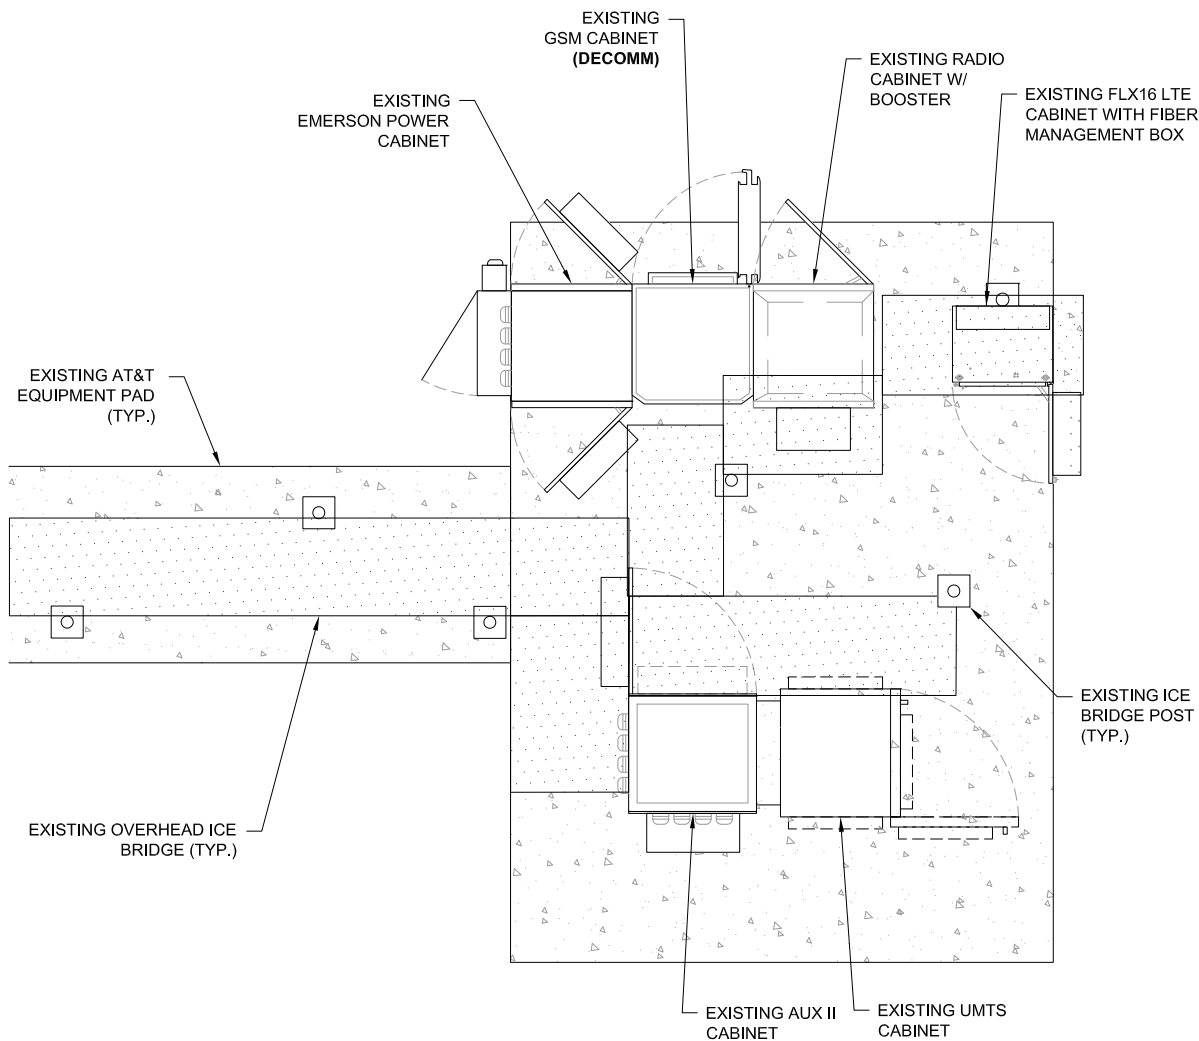 EXISTING
GSM CABINET
(DECOMM)
EXISTING RADIO
CABINET W/
BOOSTER
EXISTING FLX16 LTE
CABINET WITH FIBER
MANAGEMENT BOX
EXISTING
EMERSON POWER
CABINET
EXISTING AT&T
EQUIPMENT PAD
(TYP.)
EXISTING ICE
BRIDGE POST
(TYP.)
EXISTING OVERHEAD ICE
BRIDGE (TYP.)
EXISTING AUX II
CABINET
EXISTING UMTS
CABINET